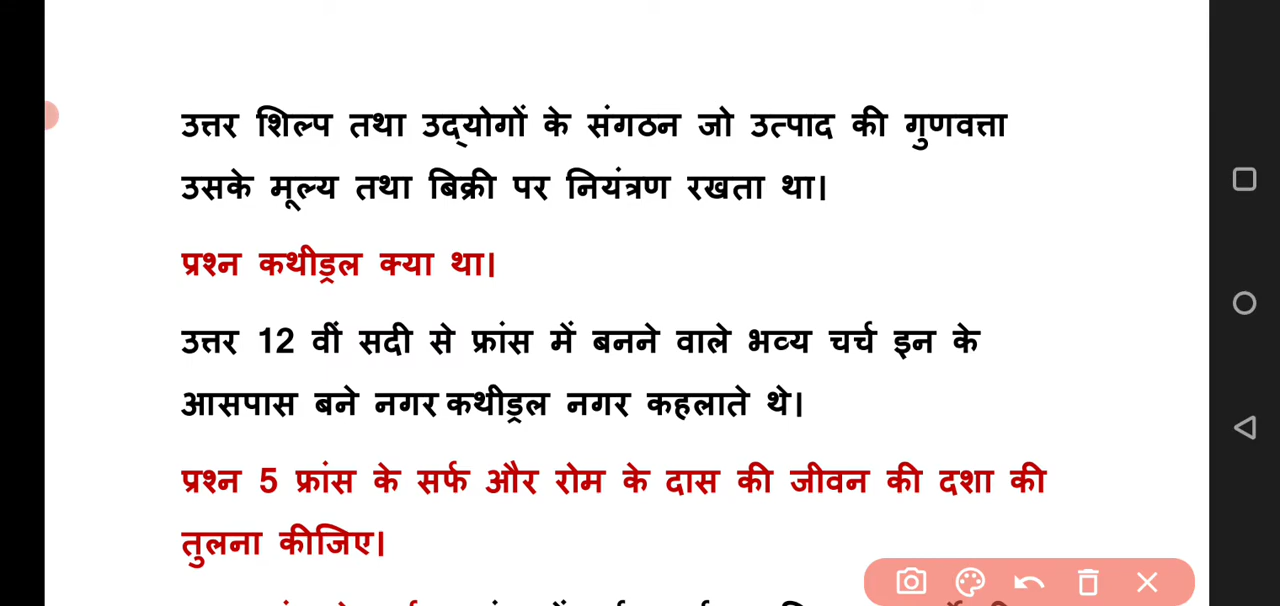 उत्तर शिल्प तथा उद्योगों के संगठन जो उत्पाद की गुणवत्ता
उसके मूल्य तथा बिक्री पर नियंत्रण रखता था।
प्रश्न कथीड्रल क्या था।
उत्तर 12 वीं सदी से फ्रांस में बनने वाले भव्य चर्च इन के
आसपास बने नगर कथीड्रल नगर कहलाते थे।
प्रश्न 5 फ्रांस के सर्फ और रोम के दास की जीवन की दशा की
तुलना कीजिए।